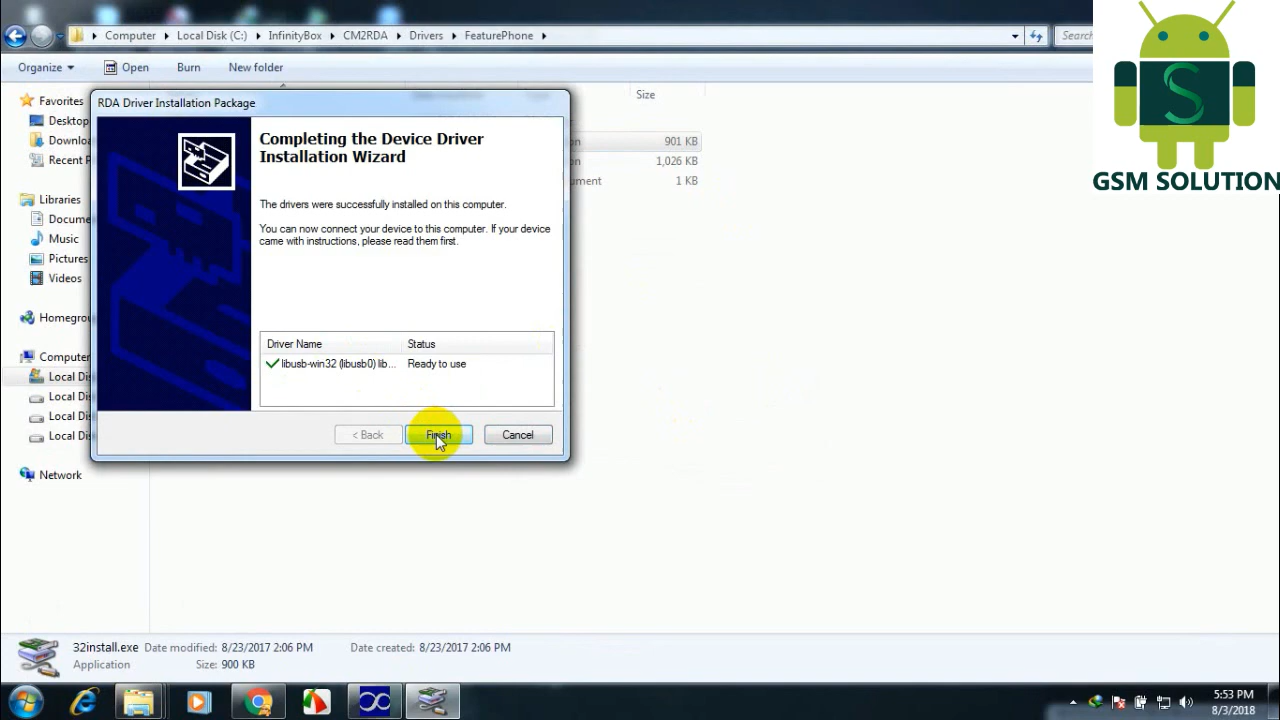 Computer
Local Disk (C:)
InfinityBox
CM2RDA
Drivers
FeaturePhone
Search
Organize
Open
Burn
New folder
GSM SOLUTION
Favorites
Desktop
Recent P
Libraries
Music
Pictures
Videos
Computer
Local Dis
Local Dis
Local Dis
Local Dis
Network
Size
901 KB
1,026 KB
1 KB
RDA Driver Installation Package
Completing the Device Driver
Installation Wizard
The drivers were successfully installed on this computer.
You can now connect your device to this computer. If your device
came with instructions, please read them first.
Driver Name
Status
libusb-win32 (libusb0) lib...
Ready to use
< Back
Finish
Cancel
32install.exe
Date modified: 8/23/2017 2:06 PM
Date created: 8/23/2017 2:06 PM
Application
Size: 900 KB
5:53 PM
8/3/2018